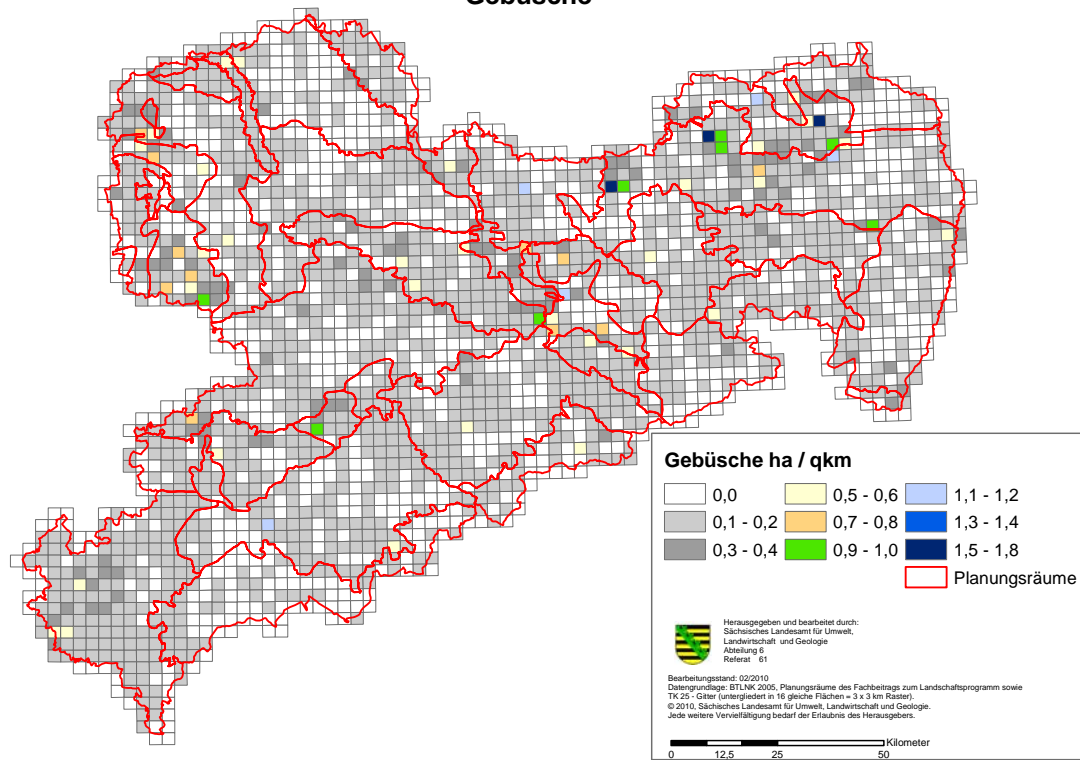 Gebüsche
Gebüsche ha / qkm
0,0
0,5 - 0,6
1,1 - 1,2
0,1 - 0,2
0,7 - 0,8
1,3 - 1,4
0,3 - 0,4
0,9 - 1,0
1,5 - 1,8
Planungsräume
Herausgegeben und bearbeitet durch:
Sächsisches Landesamt für Umwelt,
Landwirtschaft und Geologie
Abteilung 6
Referat 61
Bearbeitungsstand: 02/2010
Datengrundlage: BTLNK 2005, Planungsräume des Fachbeitrags zum Landschaftsprogramm sowie
TK 25 - Gitter (untergliedert in 16 gleiche Flächen = 3 x 3 km Raster).
© 2010, Sächsisches Landesamt für Umwelt, Landwirtschaft und Geologie.
Jede weitere Vervielfältigung bedarf der Erlaubnis des Herausgebers.
Kilometer
0 12,5 25 50